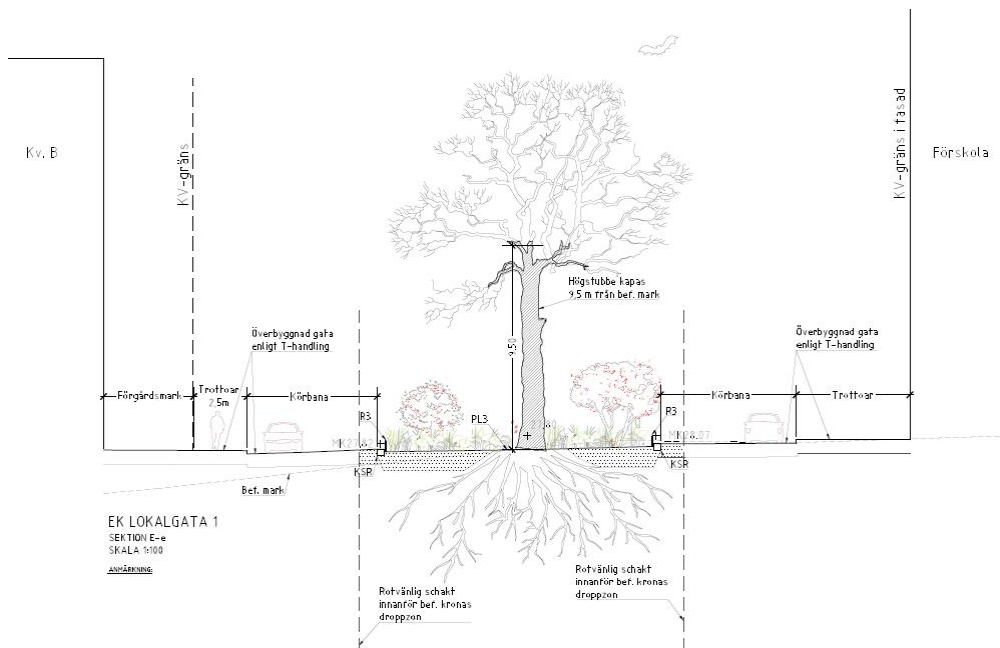 Kv. B
KV-gräns
KV-gräns i fasad
Förskola
Högstubbe kapas
9,5 m från bef. mark
9.50
Överbyggnad gata
enligt T-handling
Överbyggnad gata
enligt T-handling
Förgårdsmark
Trottoar
2,5m
Körbana
Körbana
Trottoar
R3
PL3
R3
MK28.07
KSR
KSR
Bef. mark
EK LOKALGATA 1
SEKTION E-e
SKALA 1:100
ANMÄRKNING:
Rotvänlig schakt
innanför bef. kronas
droppzon
Rotvänlig schakt
innanför bef. kronas
droppzon